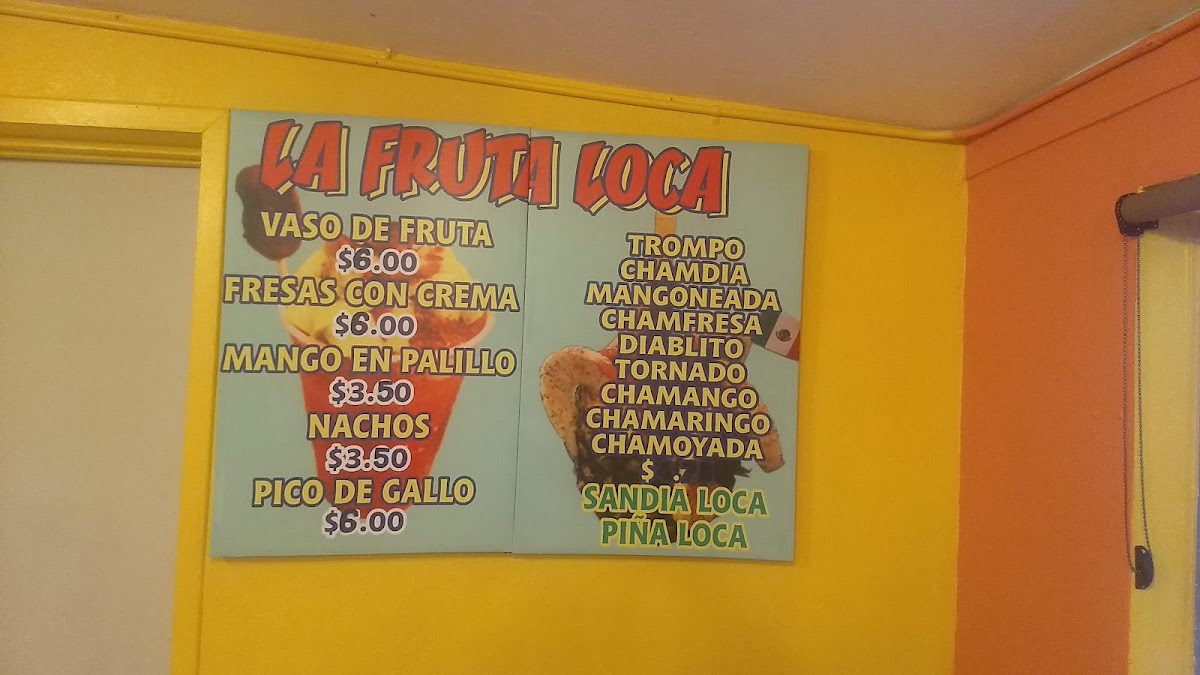 LA FRUTA LOCA
VASO DE FRUTA
$6.00
FRESAS CON CREMA
$6.00
MANGO EN PALILLO
$3.50
NACHOS
$3.50
PICO DE GALLO
$6.00
TROMPO
CHAMDIA
MANGONEADA
CHAMFRESA
DIABLITO
TORNADO
CHAMANGO
CHAMARINGO
CHAMOYADA
$ .
SANDIA LOCA
PIÑA LOCA